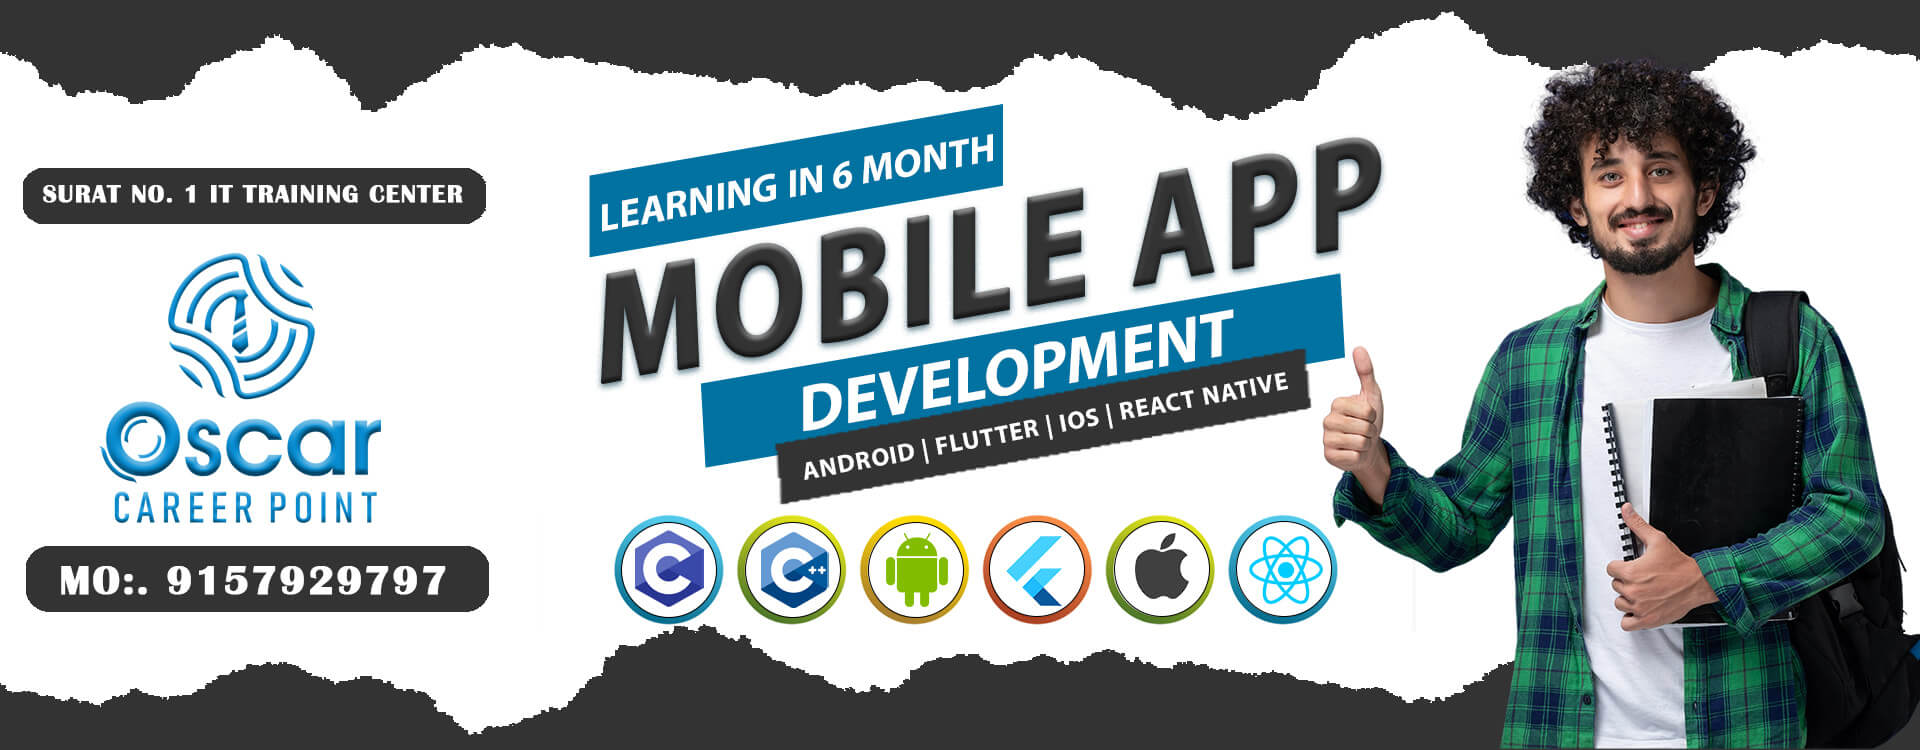 SURAT NO. 1 IT TRAINING CENTER
Oscar
CAREER POINT
MO:. 9157929797
LEARNING IN 6 MONTH
MOBILE APP
DEVELOPMENT
ANDROID | FLUTTER | IOS | REACT NATIVE
C
C++